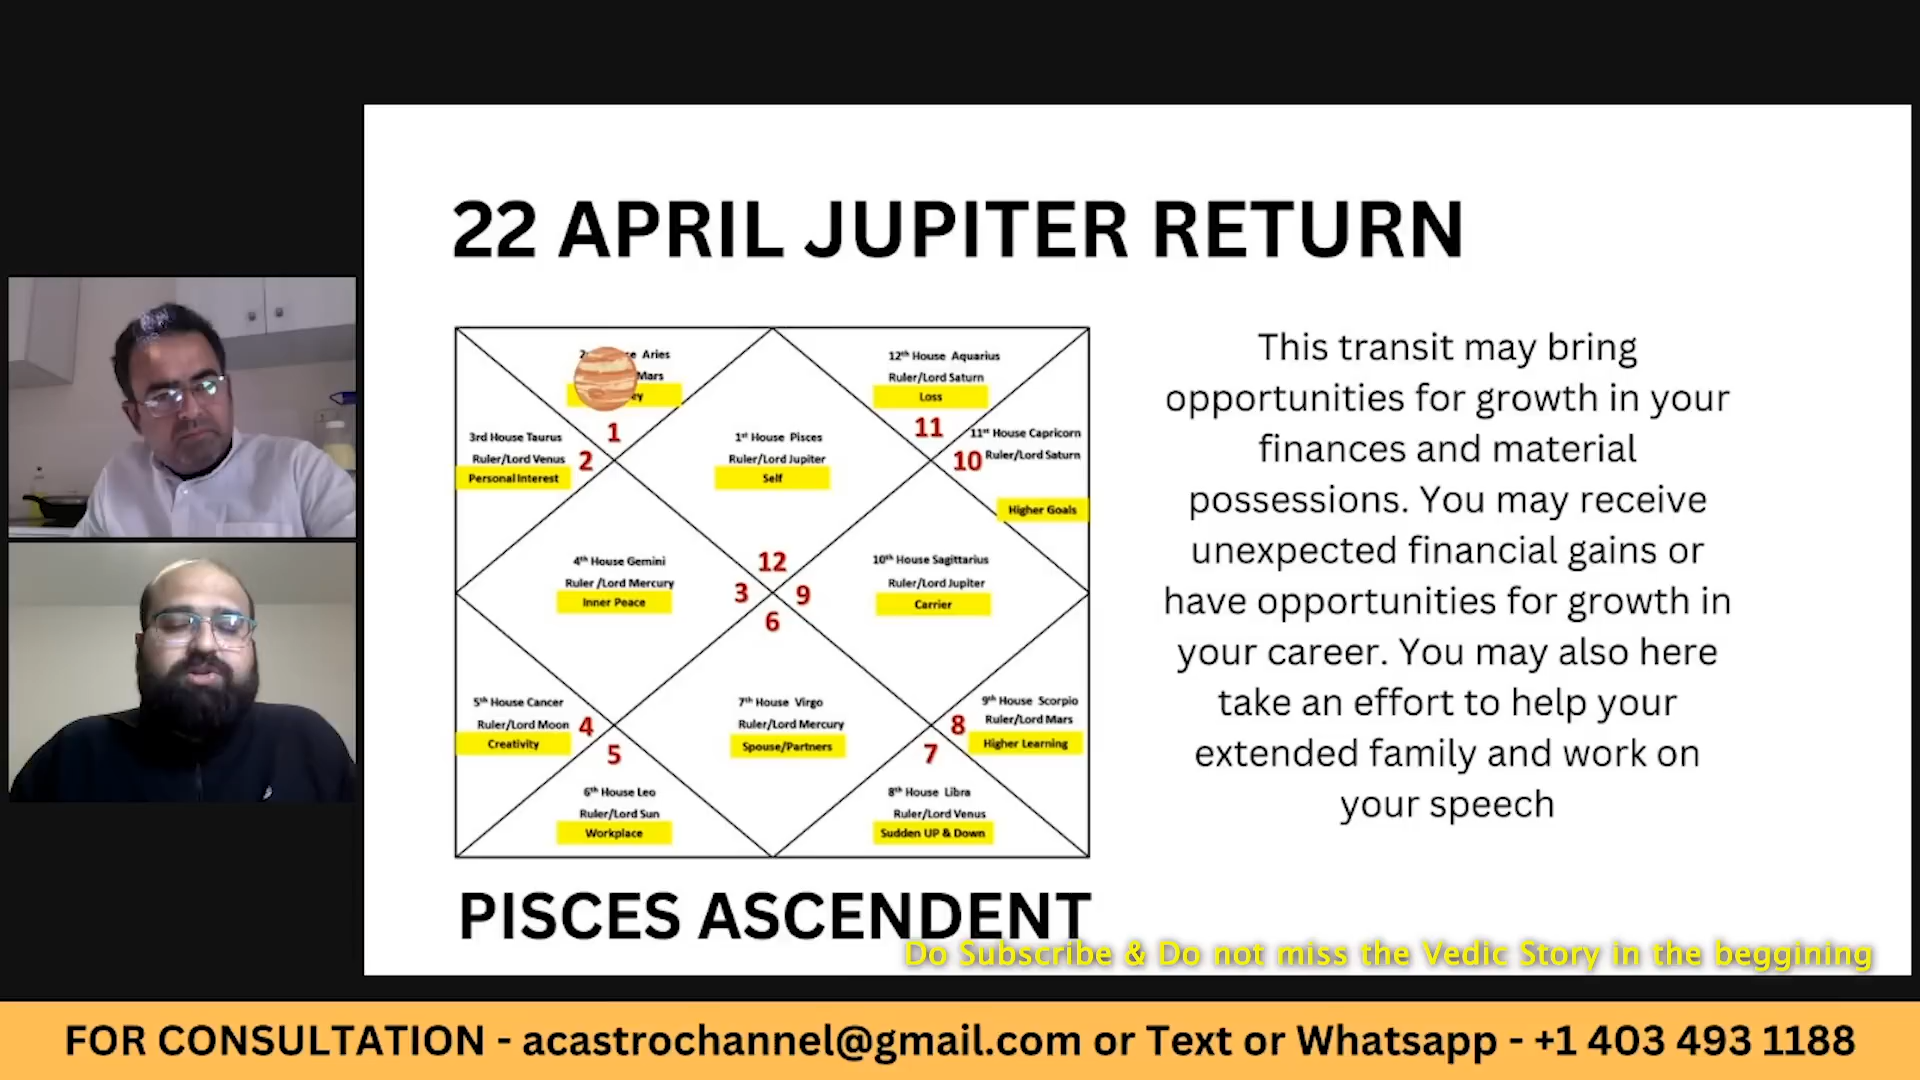 22 APRIL JUPITER RETURN
Aries
Mars
1
12th House Aquarius
Ruler/Lord Saturn
Loss
11
3rd House Taurus
Ruler/Lord Venus
Personal Interest
2
1st House Pisces
Ruler/Lord Jupiter
Self
11st House Capricorn
Ruler/Lord Saturn
10
Higher Goals
4th House Gemini
Ruler /Lord Mercury
Inner Peace
12
3
9
6
10th House Sagittarius
Ruler/Lord Jupiter
Carrier
5th House Cancer
Ruler/Lord Moon
Creativity
4
5
7th House Virgo
Ruler/Lord Mercury
Spouse/Partners
9th House Scorpio
Ruler/Lord Mars
Higher Learning
8
7
6th House Leo
Ruler/Lord Sun
Workplace
8th House Libra
Ruler/Lord Venus
Sudden UP & Down
PISCES ASCENDENT
This transit may bring
opportunities for growth in your
finances and material
possessions. You may receive
unexpected financial gains or
have opportunities for growth in
your career. You may also here
take an effort to help your
extended family and work on
your speech
Do Subscribe & Do not miss the Vedic Story in the beggining
FOR CONSULTATION - acastrochannel@gmail.com or Text or Whatsapp - +1 403 493 1188